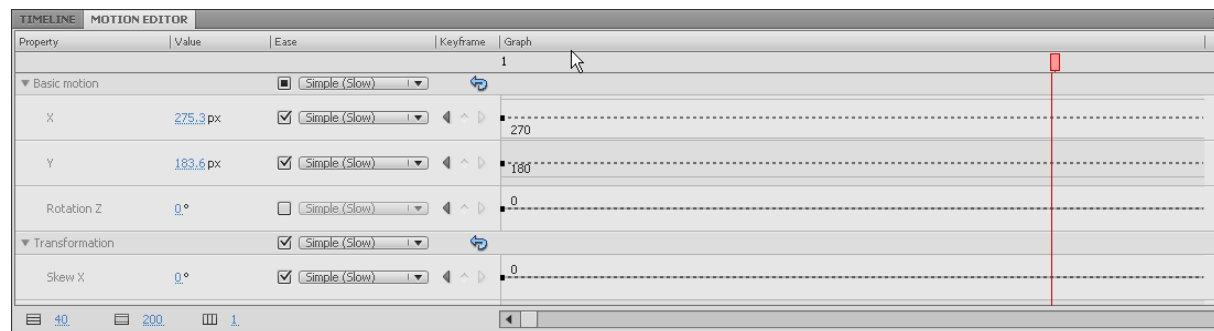 TIMELINE MOTION EDITOR
Property Value Ease Keyframe Graph
1
Basic motion Simple (Slow)
X 275.3 px Simple (Slow) 270
Y 183.6 px Simple (Slow) 180
Rotation Z 0° Simple (Slow) 0
Transformation Simple (Slow)
Skew X 0° Simple (Slow) 0
40 200 1